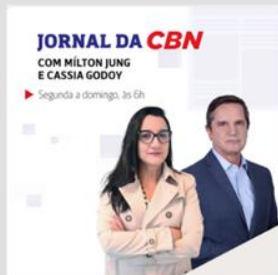 JORNAL DA CBN
COM MÍLTON JUNG
E CASSIA GODOY
Segunda a domingo, às 6h